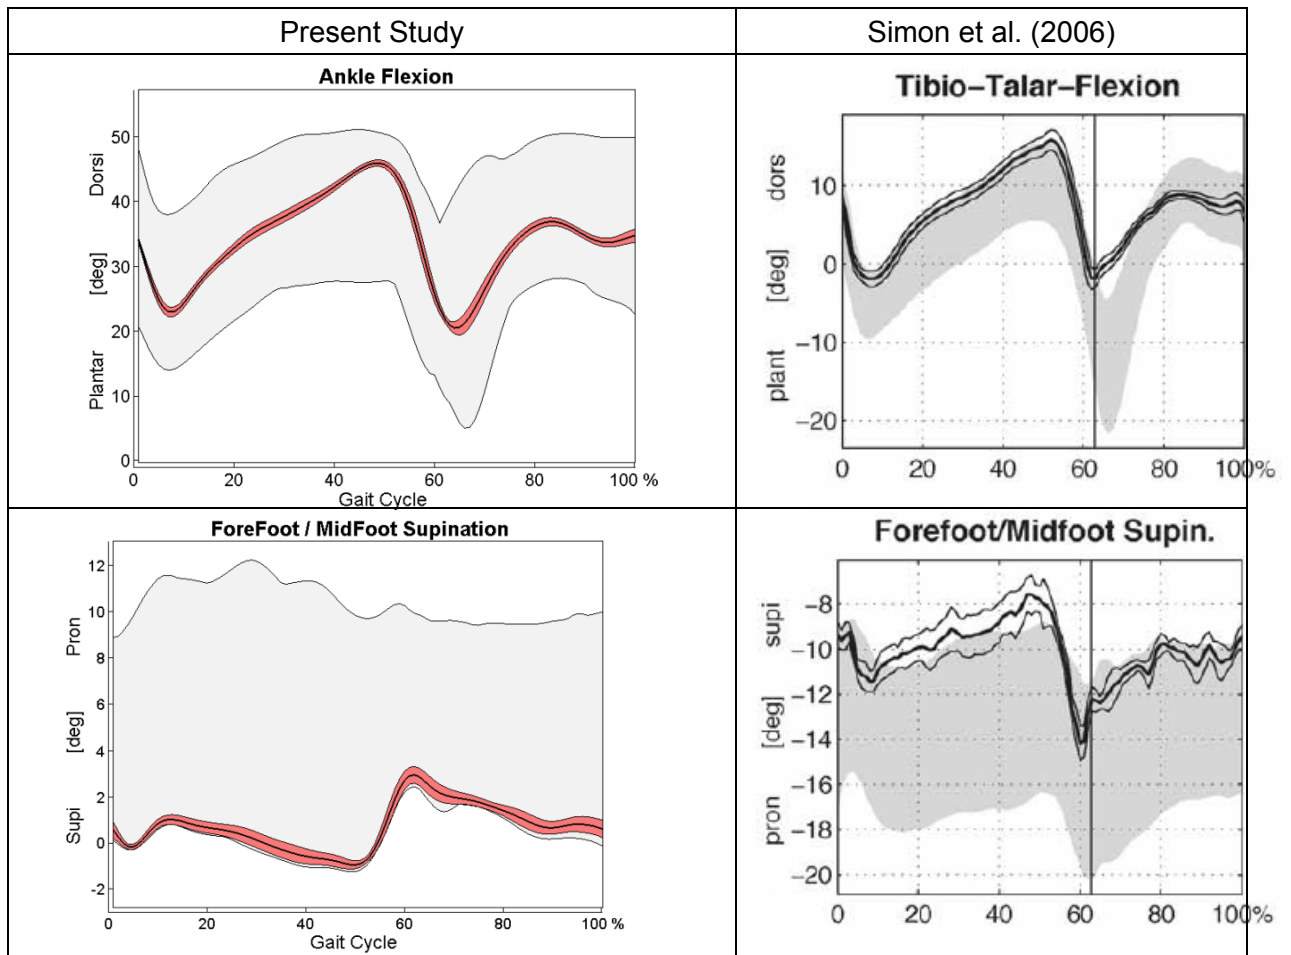 Present Study
Simon et al. (2006)
Ankle Flexion
50
40
30
20
10
0
Dorsi
[deg]
Plantar
0 20 40 60 80 100 %
Gait Cycle
Tibio–Talar–Flexion
10
0
−10
−20
dors
[deg]
plant
0 20 40 60 80 100%
ForeFoot / MidFoot Supination
12
10
8
6
4
2
0
-2
Pron
[deg]
Supi
0 20 40 60 80 100 %
Gait Cycle
Forefoot/Midfoot Supin.
−8
−10
−12
−14
−16
−18
−20
supi
[deg]
pron
0 20 40 60 80 100%